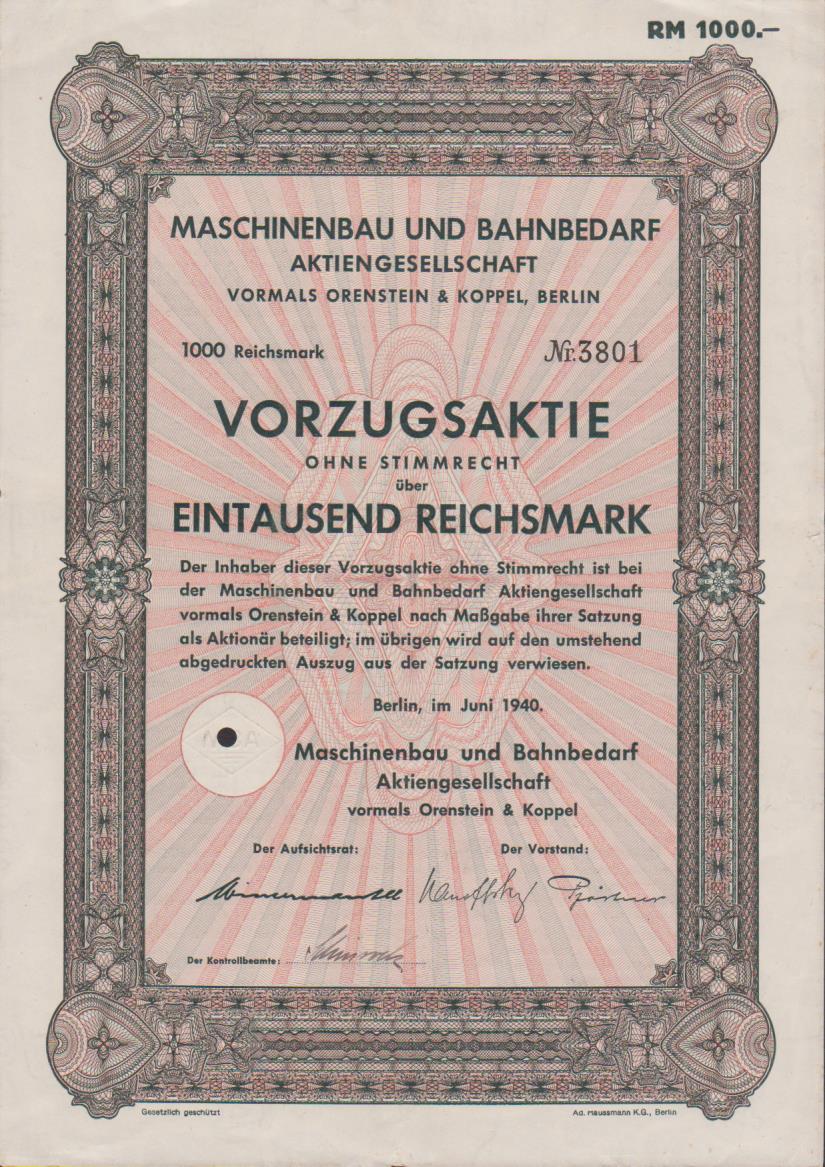 RM 1000.–
MASCHINENBAU UND BAHNBEDARF
AKTIENGESELLSCHAFT
VORMALS ORENSTEIN & KOPPEL, BERLIN
1000 Reichsmark
Nr. 3801
VORZUGSAKTIE
OHNE STIMMRECHT
über
EINTAUSEND REICHSMARK
Der Inhaber dieser Vorzugsaktie ohne Stimmrecht ist bei
der Maschinenbau und Bahnbedarf Aktiengesellschaft
vormals Orenstein & Koppel nach Maßgabe ihrer Satzung
als Aktionär beteiligt; im übrigen wird auf den umstehend
abgedruckten Auszug aus der Satzung verwiesen.
Berlin, im Juni 1940.
Maschinenbau und Bahnbedarf
Aktiengesellschaft
vormals Orenstein & Koppel
Der Aufsichtsrat:
Der Vorstand:
Der Kontrollbeamte:
Gesetzlich geschützt
Ad. Haussmann K.G., Berlin